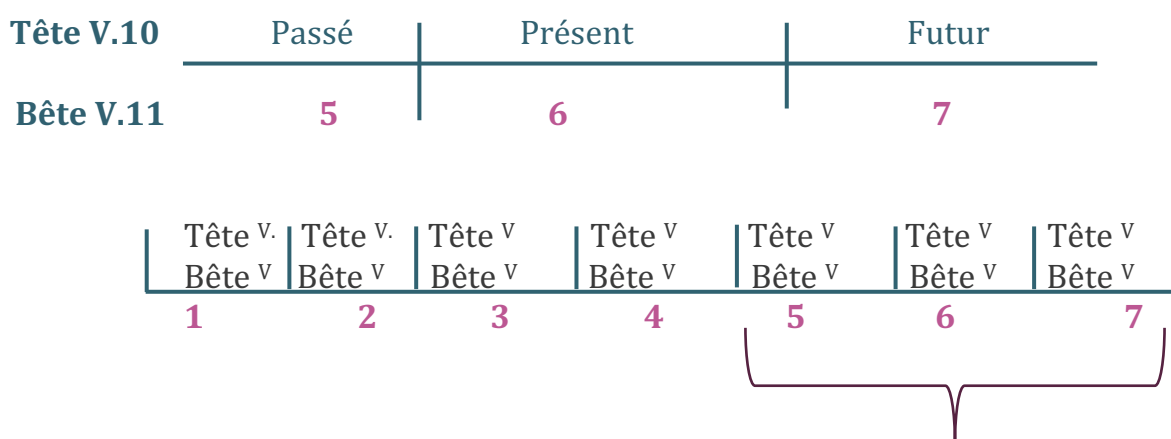 Tête V.10 Passé Présent Futur
Bête V.11 5 6 7
Tête V. Tête V. Tête V Tête V Tête V Tête V Tête V
Bête V Bête V Bête V Bête V Bête V Bête V Bête V
1 2 3 4 5 6 7